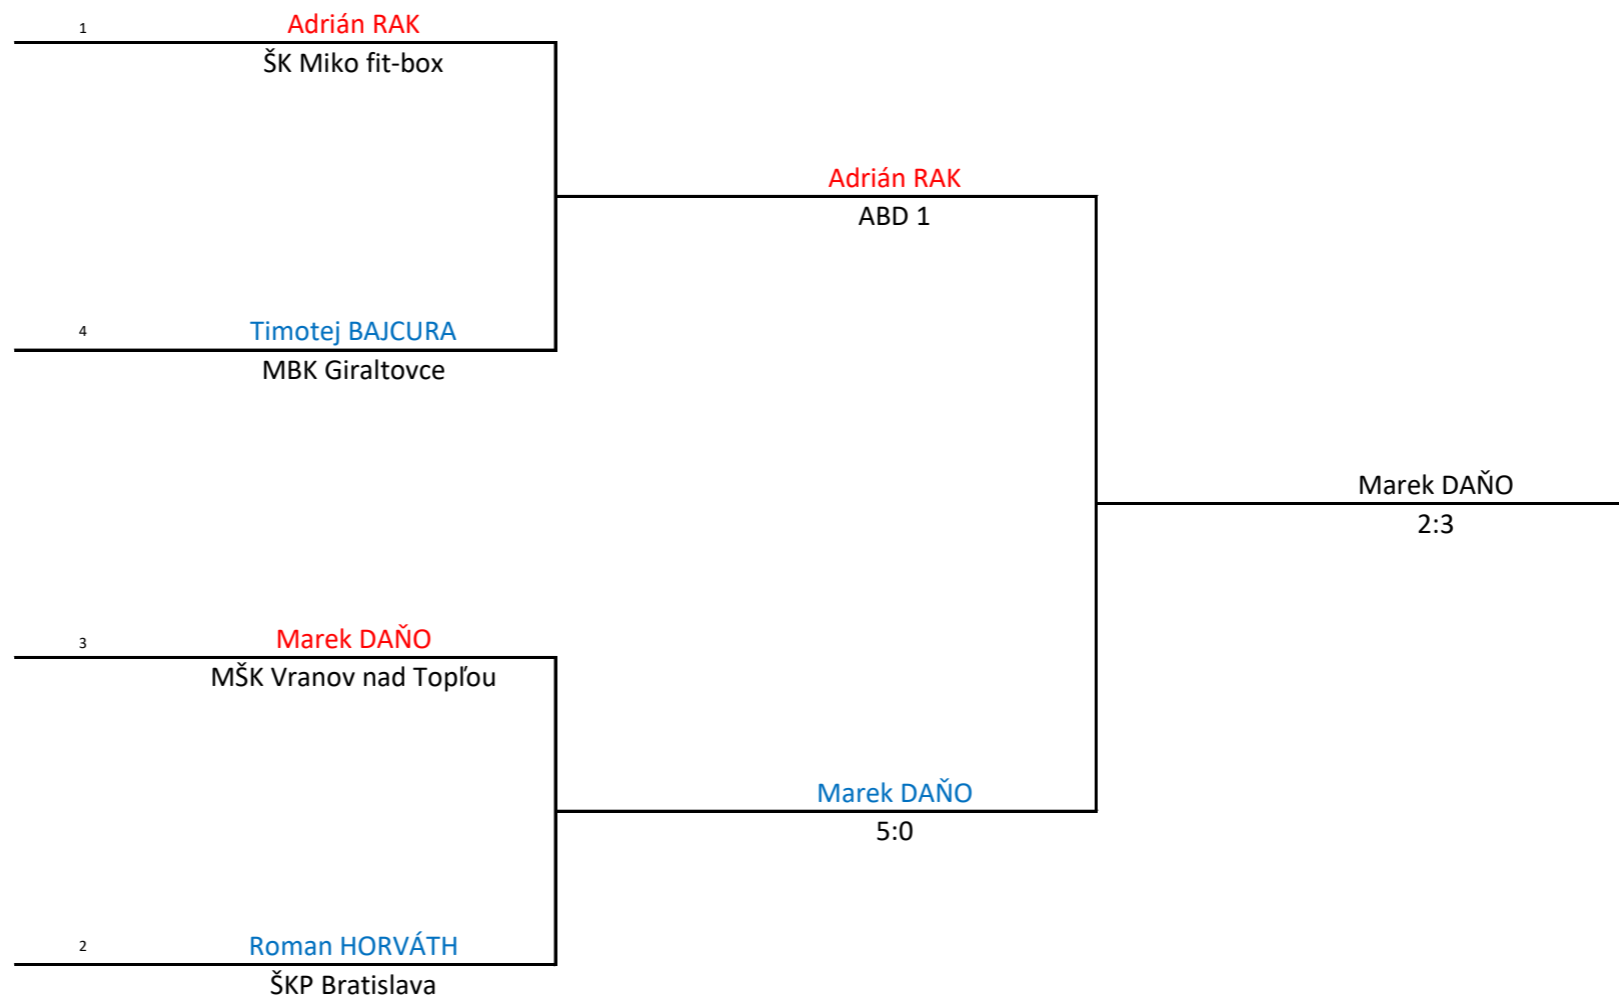 1
Adrián RAK
ŠK Miko fit-box
Adrián RAK
ABD 1
4
Timotej BAJCURA
MBK Giraltovce
Marek DAŇO
2:3
3
Marek DAŇO
MŠK Vranov nad Topľou
Marek DAŇO
5:0
2
Roman HORVÁTH
ŠKP Bratislava